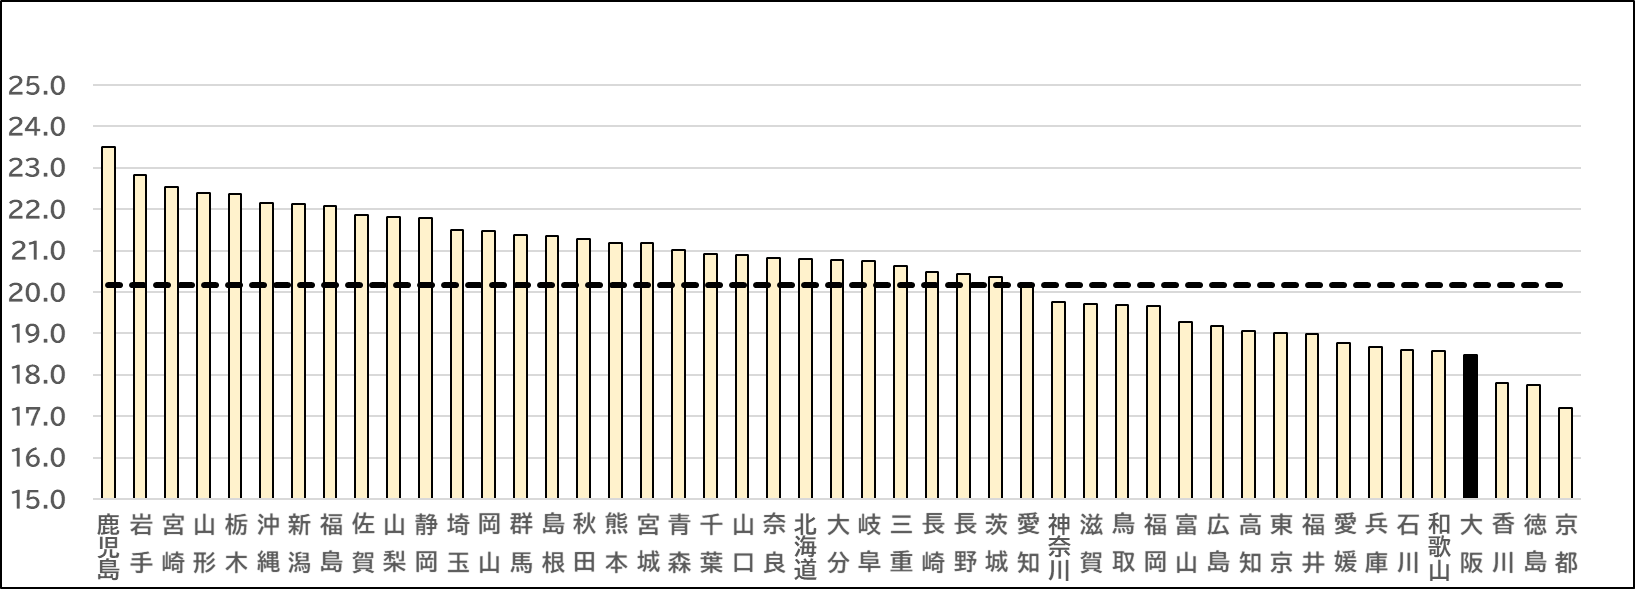 25.0
24.0
23.0
22.0
21.0
20.0
19.0
18.0
17.0
16.0
15.0
鹿児島
岩手
宮崎
山形
栃木
沖縄
新潟
福島
佐賀
山梨
静岡
埼玉
岡山
群馬
島根
秋田
熊本
宮城
青森
千葉
山口
奈良
北海道
大分
岐阜
三重
長崎
長野
茨城
愛知
神奈川
滋賀
鳥取
福岡
富山
広島
高知
東京
福井
愛媛
兵庫
石川
和歌山
大阪
香川
徳島
京都